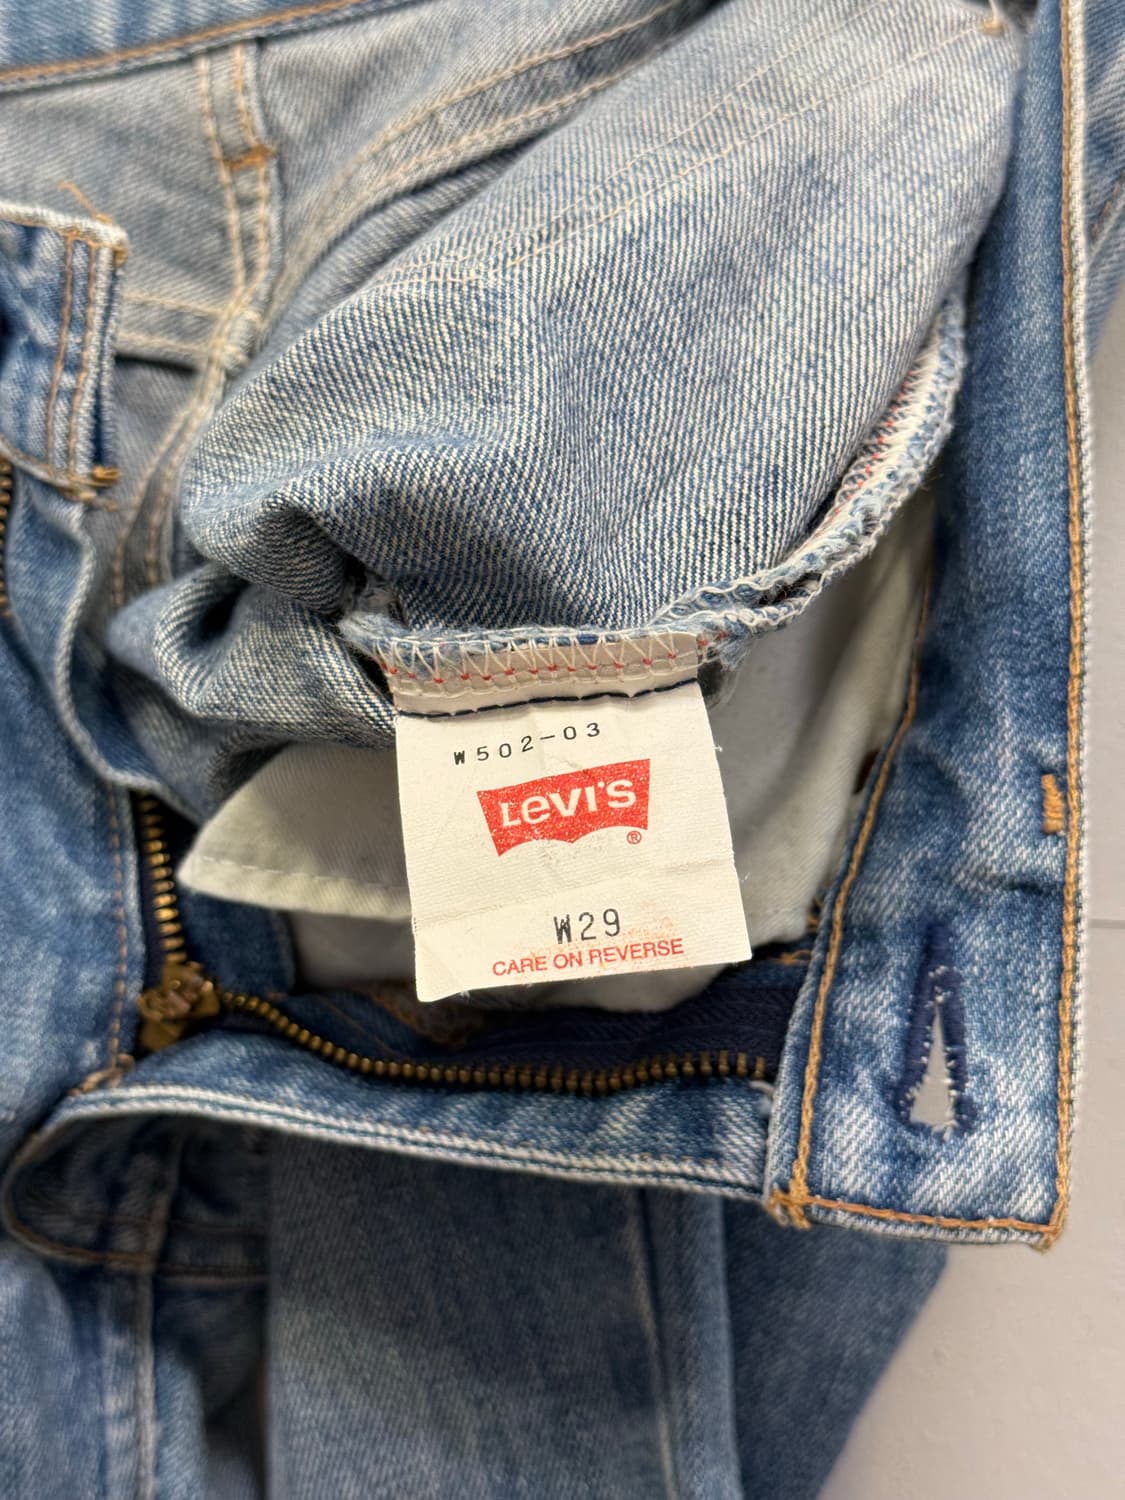 W502-03
Levi's
®
W29
CARE ON REVERSE